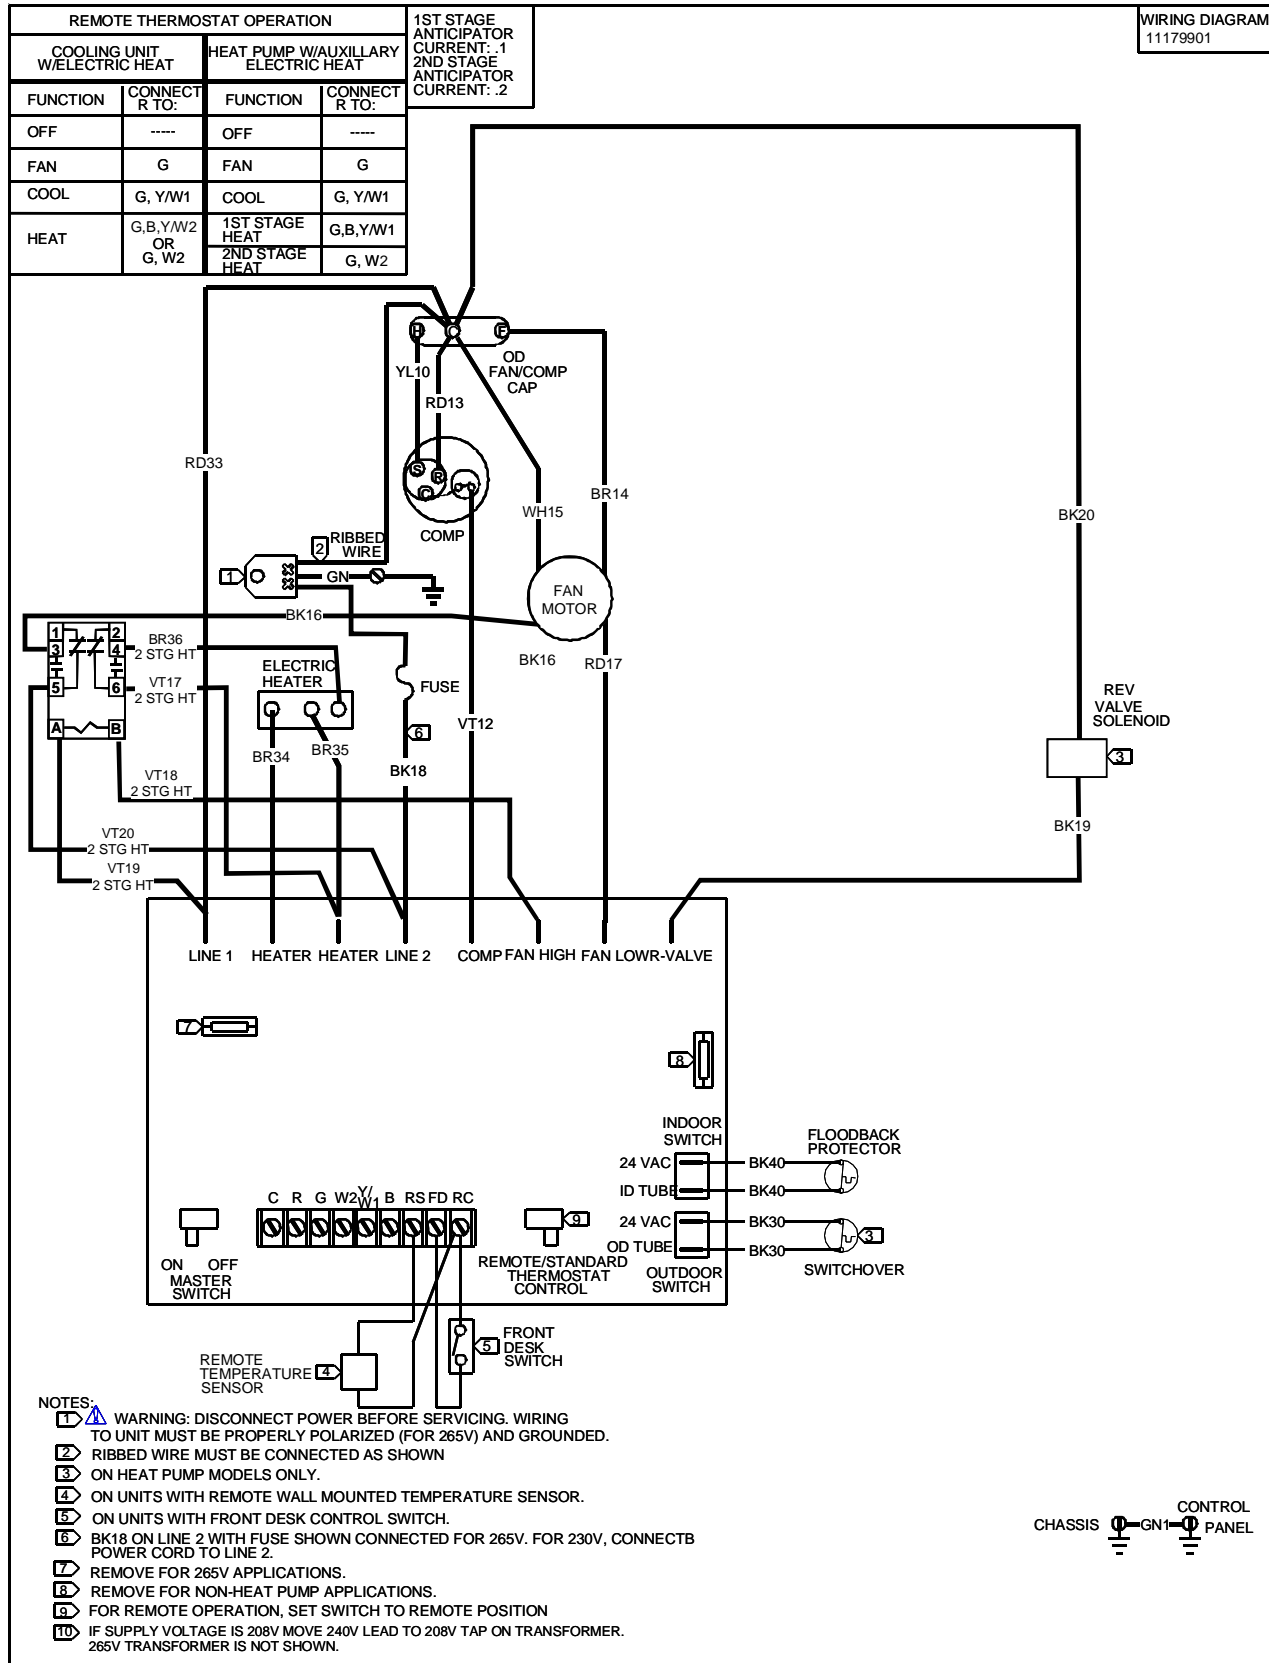 REMOTE THERMOSTAT OPERATION
1ST STAGE
ANTICIPATOR
CURRENT: .1
2ND STAGE
ANTICIPATOR
CURRENT: .2
WIRING DIAGRAM
11179901
COOLING UNIT
W/ELECTRIC HEAT
HEAT PUMP W/AUXILLARY
ELECTRIC HEAT
FUNCTION
CONNECT
R TO:
FUNCTION
CONNECT
R TO:
OFF
-----
OFF
-----
FAN
G
FAN
G
COOL
G, Y/W1
COOL
G, Y/W1
HEAT
G,B,Y/W2
OR
G, W2
1ST STAGE
HEAT
G,B,Y/W1
2ND STAGE
HEAT
G, W2
H
C
F
OD
FAN/COMP
CAP
YL10
RD13
RD33
S
R
C
COMP
WH15
BR14
BK20
2
RIBBED
WIRE
1
GN
FAN
MOTOR
BK16
BK16
RD17
1
2
3
4
5
6
A
B
BR36
2 STG HT
VT17
2 STG HT
ELECTRIC
HEATER
FUSE
6
VT12
BR34
BR35
BK18
REV
VALVE
SOLENOID
3
VT18
2 STG HT
VT20
2 STG HT
VT19
2 STG HT
BK19
LINE 1
HEATER
HEATER
LINE 2
COMP
FAN HIGH
FAN LOW
R-VALVE
7
8
INDOOR
SWITCH
24 VAC
ID TUBE
BK40
BK40
FLOODBACK
PROTECTOR
24 VAC
OD TUBE
BK30
BK30
3
SWITCHOVER
OUTDOOR
SWITCH
C R G W2 Y/W1 B RS FD RC
ON OFF
MASTER
SWITCH
9
REMOTE/STANDARD
THERMOSTAT
CONTROL
REMOTE
TEMPERATURE
SENSOR
4
5
FRONT
DESK
SWITCH
NOTES:
1 WARNING: DISCONNECT POWER BEFORE SERVICING. WIRING
TO UNIT MUST BE PROPERLY POLARIZED (FOR 265V) AND GROUNDED.
2 RIBBED WIRE MUST BE CONNECTED AS SHOWN
3 ON HEAT PUMP MODELS ONLY.
4 ON UNITS WITH REMOTE WALL MOUNTED TEMPERATURE SENSOR.
5 ON UNITS WITH FRONT DESK CONTROL SWITCH.
6 BK18 ON LINE 2 WITH FUSE SHOWN CONNECTED FOR 265V. FOR 230V, CONNECTB
POWER CORD TO LINE 2.
7 REMOVE FOR 265V APPLICATIONS.
8 REMOVE FOR NON-HEAT PUMP APPLICATIONS.
9 FOR REMOTE OPERATION, SET SWITCH TO REMOTE POSITION
10 IF SUPPLY VOLTAGE IS 208V MOVE 240V LEAD TO 208V TAP ON TRANSFORMER.
265V TRANSFORMER IS NOT SHOWN.
CHASSIS
GN1
CONTROL
PANEL